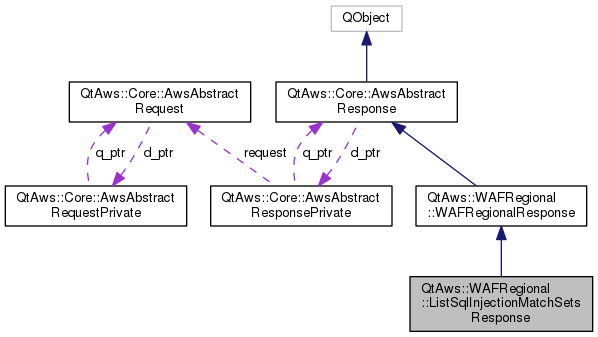 QObject
QtAws::Core::AwsAbstract
Request
QtAws::Core::AwsAbstract
Response
q_ptr
d_ptr
request
q_ptr
d_ptr
QtAws::Core::AwsAbstract
RequestPrivate
QtAws::Core::AwsAbstract
ResponsePrivate
QtAws::WAFRegional
::WAFRegionalResponse
QtAws::WAFRegional
::ListSqlInjectionMatchSets
Response